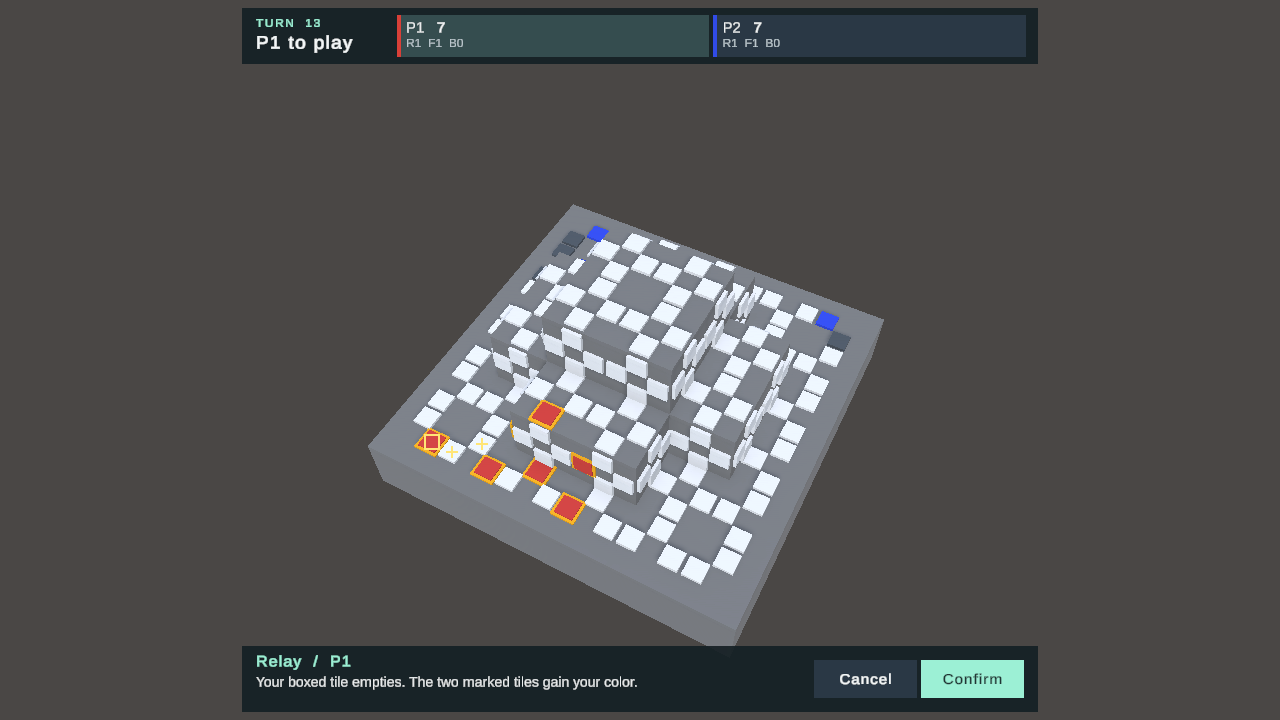 TURN 13
P1 to play
P1 7
R1 F1 B0
P2 7
R1 F1 B0
Relay / P1
Your boxed tile empties. The two marked tiles gain your color.
Cancel
Confirm